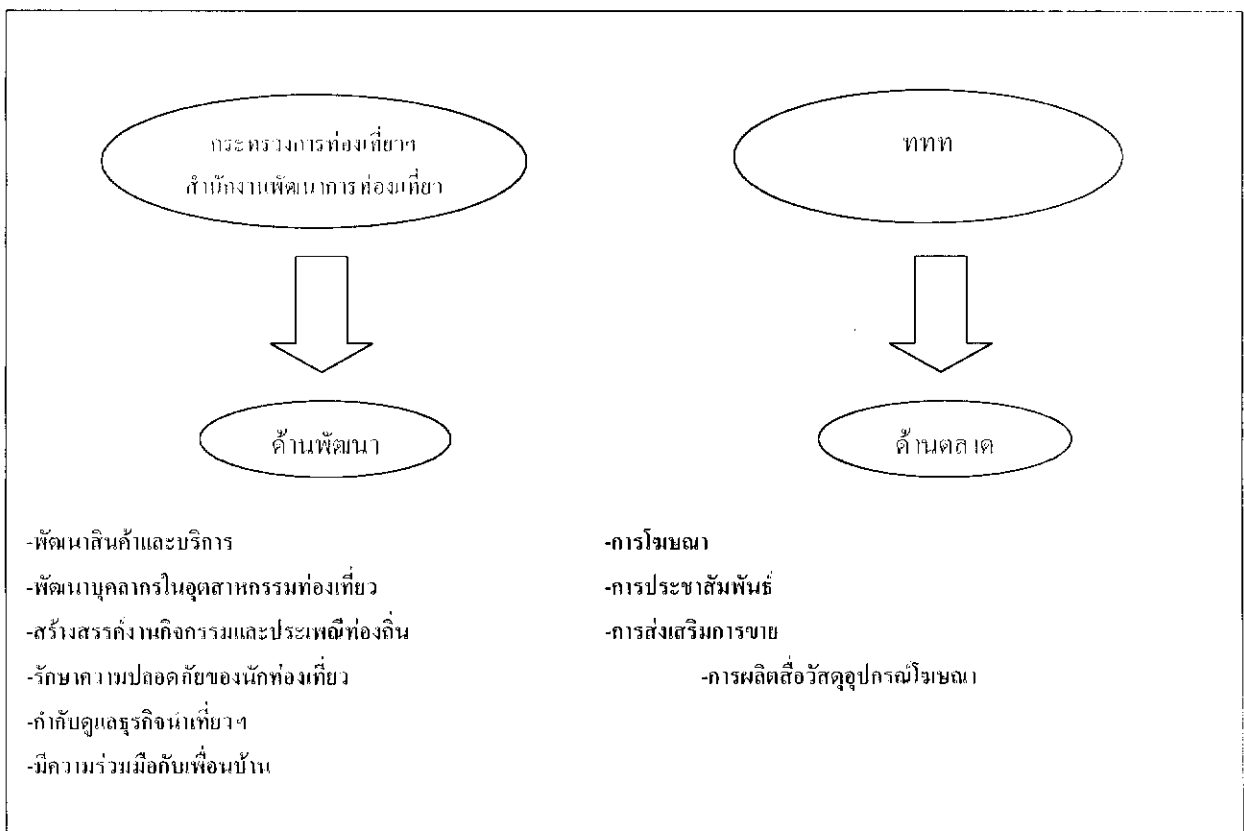 กระทรวงการท่องเที่ยวฯ
สำนักงานพัฒนาการท่องเที่ยว
ททท
ด้านพัฒนา
ด้านตลาด
-พัฒนาสินค้าและบริการ
-พัฒนาบุคลากรในอุตสาหกรรมท่องเที่ยว
-สร้างสรรค์งานกิจกรรมและประเพณีท่องถิ่น
-รักษาความปลอดภัยของนักท่องเที่ยว
-กำกับดูแลธุรกิจนำเที่ยวฯ
-มีความร่วมมือกับเพื่อนบ้าน
-การโฆษณา
-การประชาสัมพันธ์
-การส่งเสริมการขาย
-การผลิตสื่อวัสดุอุปกรณ์โฆษณา